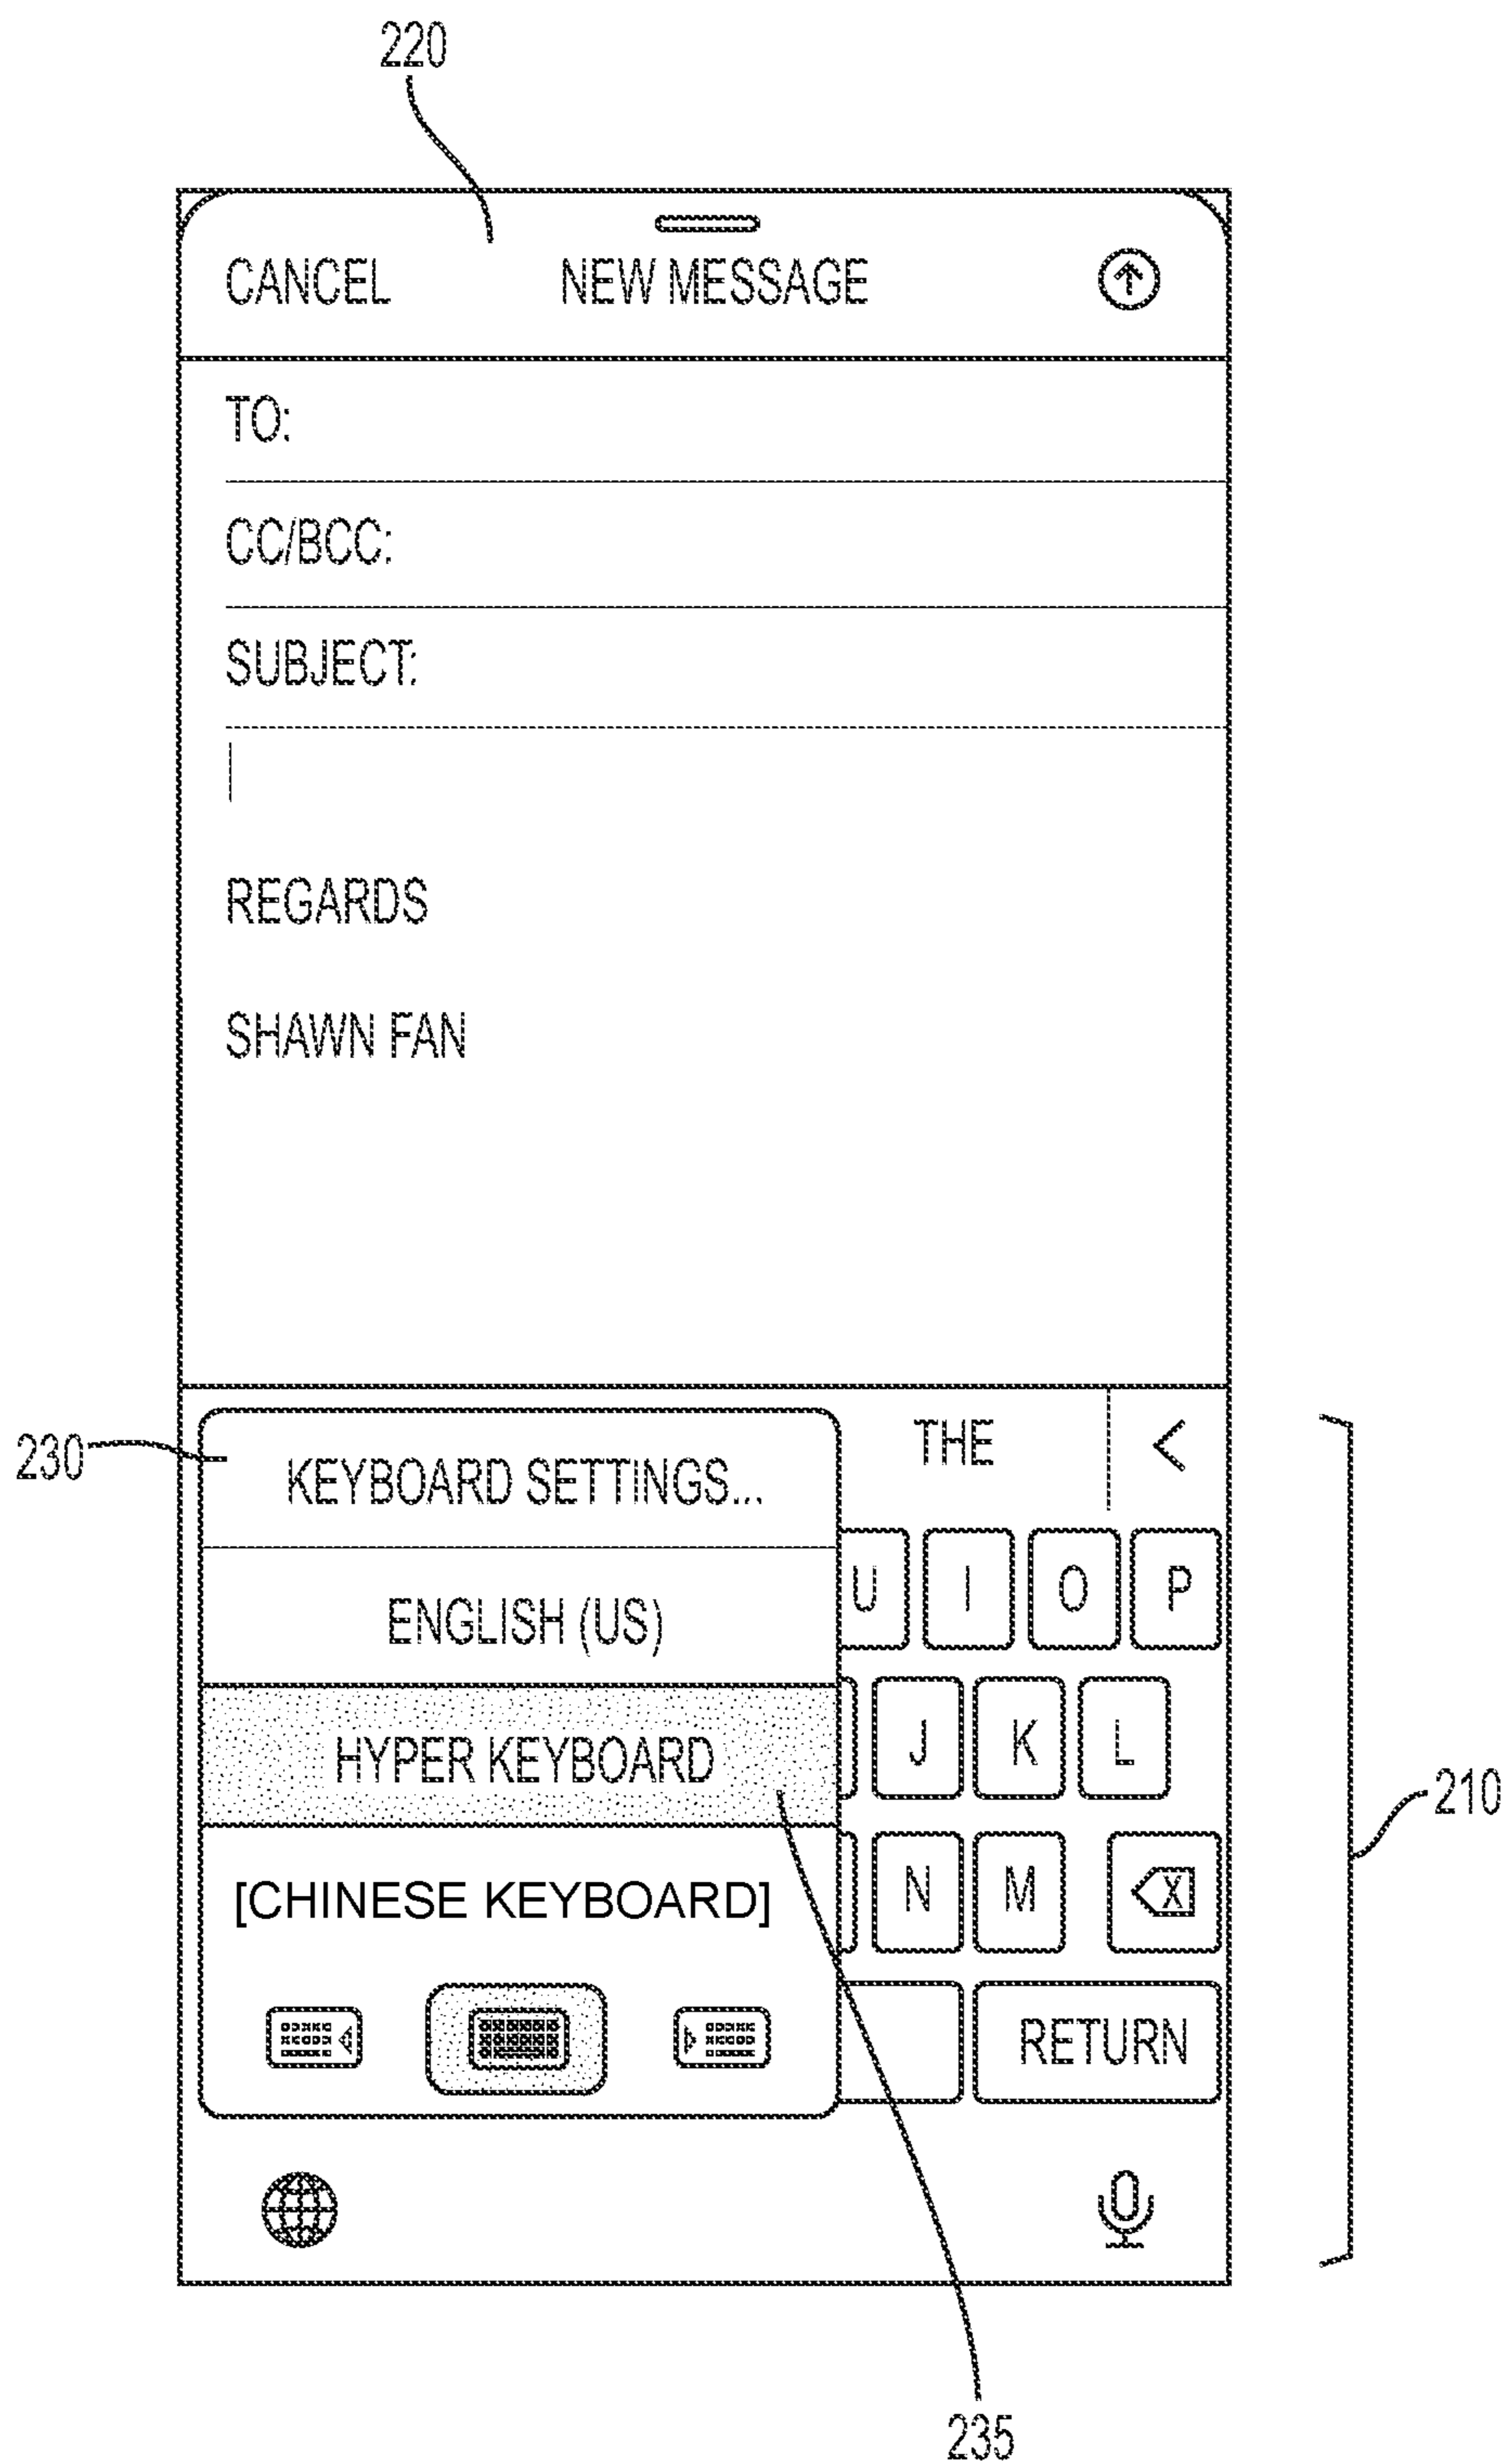 220
CANCEL NEW MESSAGE
TO:
CC/BCC:
SUBJECT:
REGARDS
SHAWN FAN
THE <
230
KEYBOARD SETTINGS...
U I O P
ENGLISH (US)
J K L
HYPER KEYBOARD
210
N M X
[CHINESE KEYBOARD]
RETURN
235